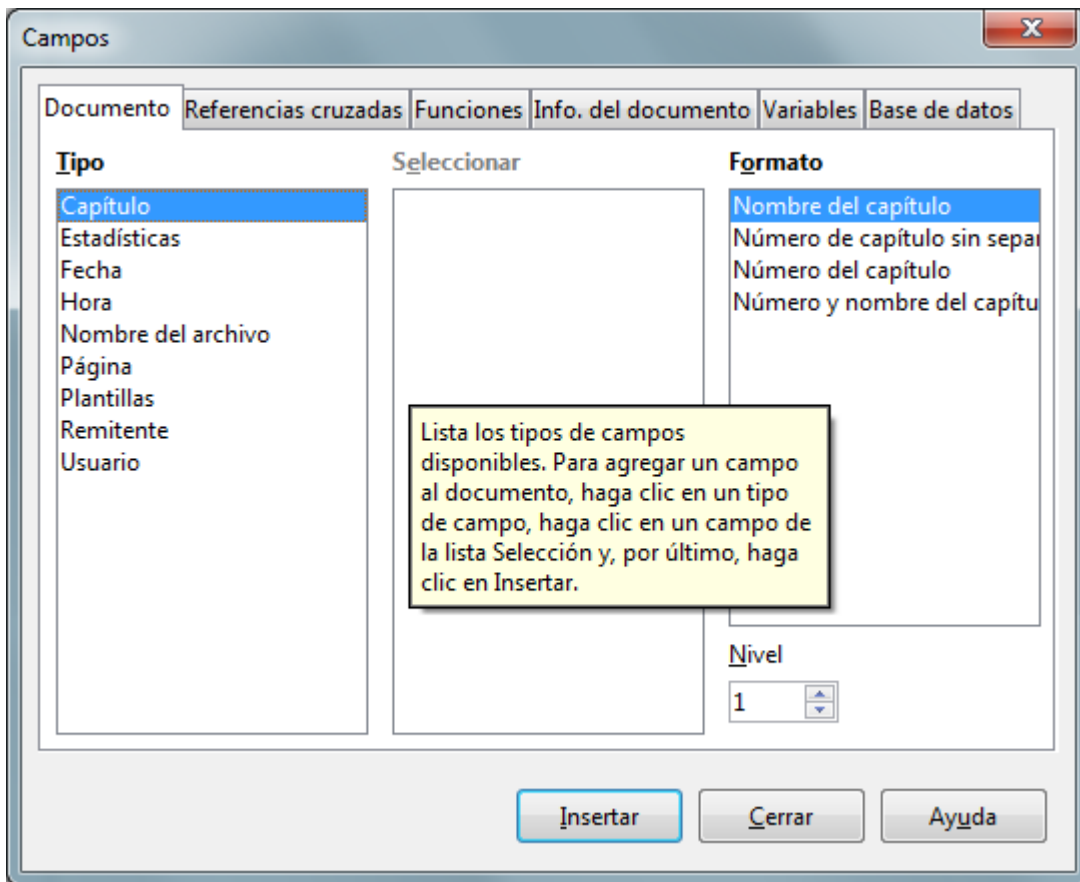 Campos
Documento Referencias cruzadas Funciones Info. del documento Variables Base de datos
Tipo
Capítulo
Estadísticas
Fecha
Hora
Nombre del archivo
Página
Plantillas
Remitente
Usuario
Seleccionar
Lista los tipos de campos
disponibles. Para agregar un campo
al documento, haga clic en un tipo
de campo, haga clic en un campo de
la lista Selección y, por último, haga
clic en Insertar.
Formato
Nombre del capítulo
Número de capítulo sin sepa
Número del capítulo
Número y nombre del capítu
Nivel
1
Insertar Cerrar Ayuda